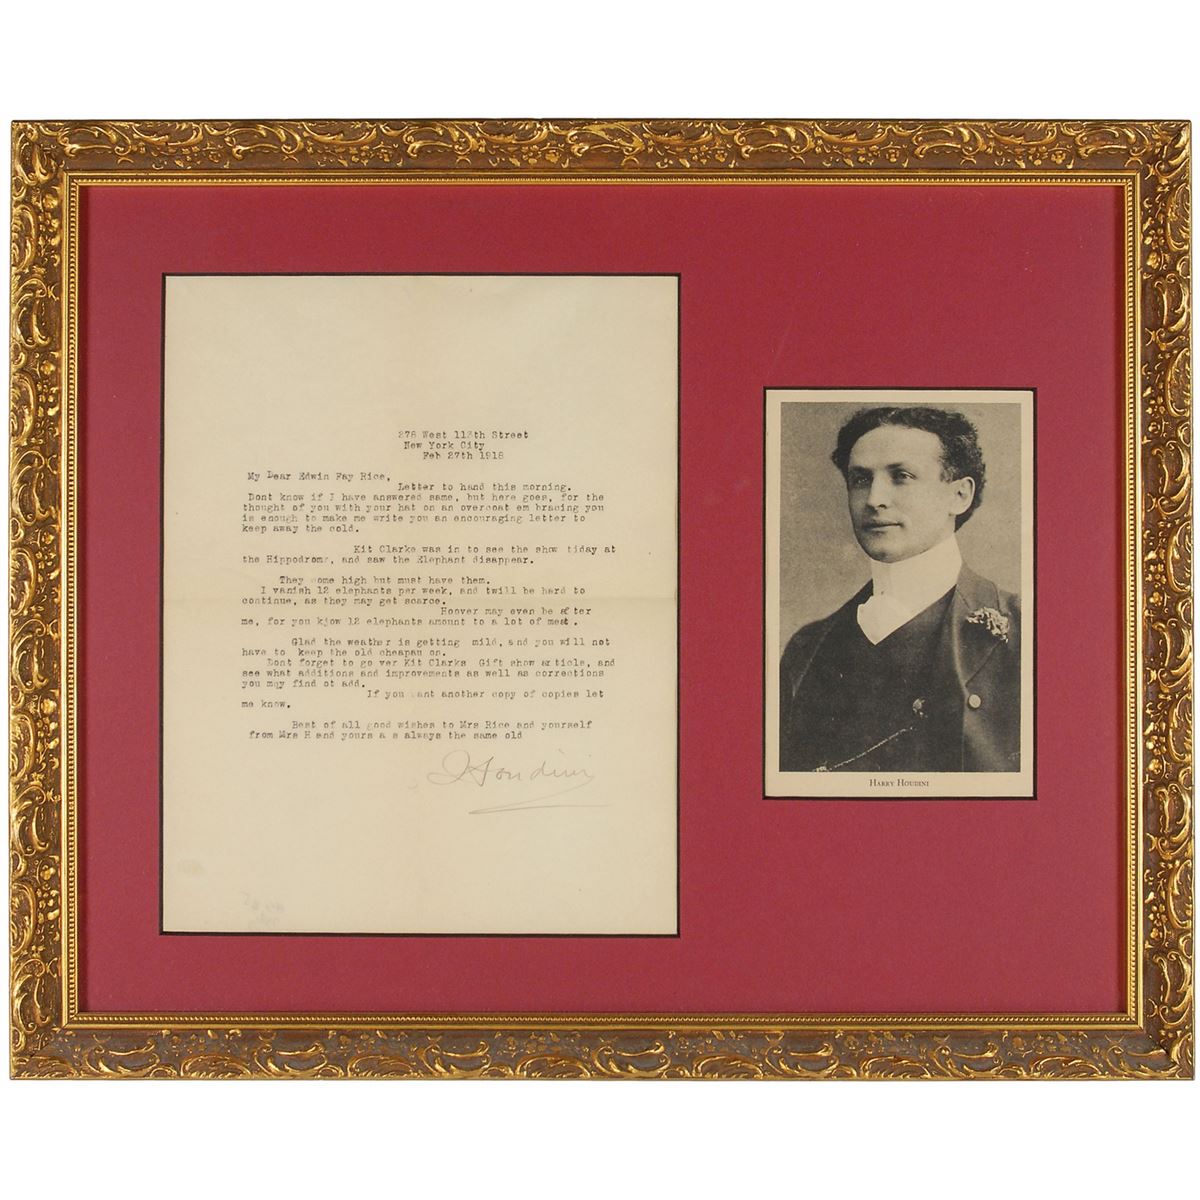 278 West 113th Street
New York City
Feb 27th 1918
My Dear Edwin Fay Rice,
Letter to hand this morning.
Dont know if I have answered same, but here goes, for the
thought of you with your hat on an overcoat em bracing you
is enough to make me write you an encouraging letter to
keep away the cold.
Kit Clarke was in to see the show tiday at
the Hippodrome, and saw the Elephant disappear.
They come high but must have them.
I vanish 12 elephants per week, and twill be hard to
continue, as they may get scarce.
Hoover may even be after
me, for you kjow 12 elephants amount to a lot of meat.
Glad the weather is getting mild, and you will not
have to keep the old cheapau on.
Dont forget to go ver Kit Clarks Gift show article, and
see what additions and improvements as well as corrections
you may find ot add.
If you want another copy of copies let
me know.
Best of all good wishes to Mrs Rice and yourself
from Mrs H and yours a s always the same old
Houdini
HARRY HOUDINI